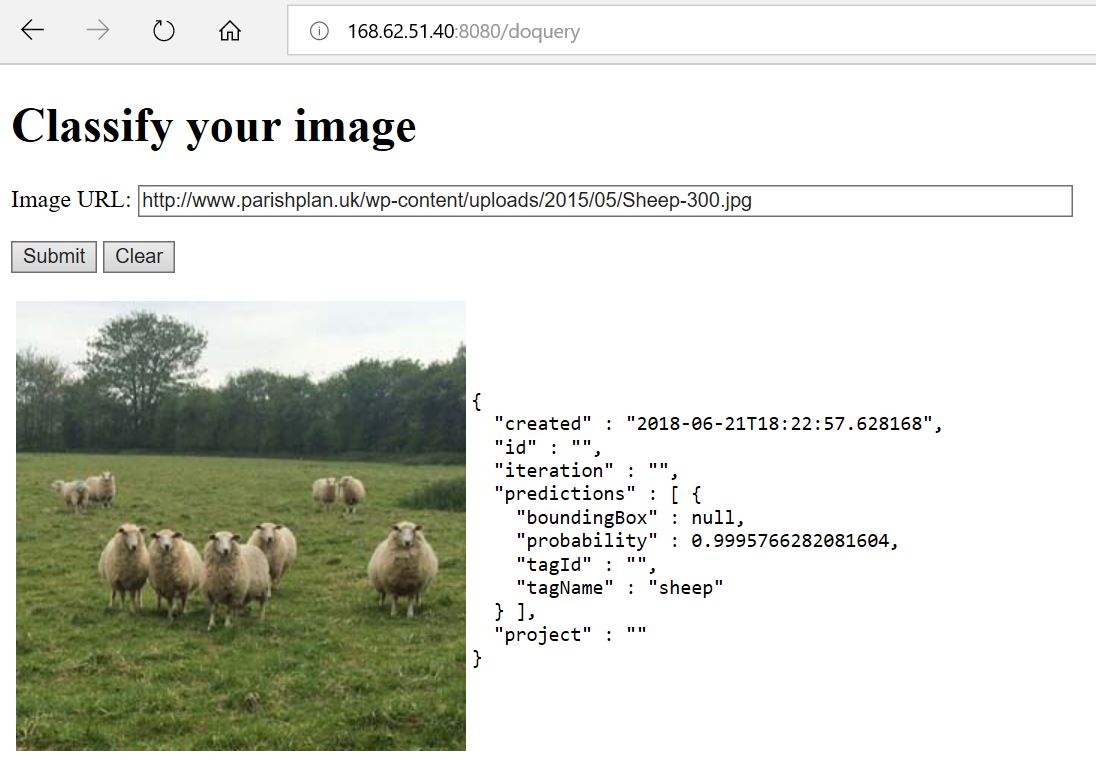 168.62.51.40:8080/doquery
Classify your image
Image URL: http://www.parishplan.uk/wp-content/uploads/2015/05/Sheep-300.jpg
Submit Clear
{
"created" : "2018-06-21T18:22:57.628168",
"id" : "",
"iteration" : "",
"predictions" : [ {
"boundingBox" : null,
"probability" : 0.9995766282081604,
"tagId" : "",
"tagName" : "sheep"
} ],
"project" : ""
}